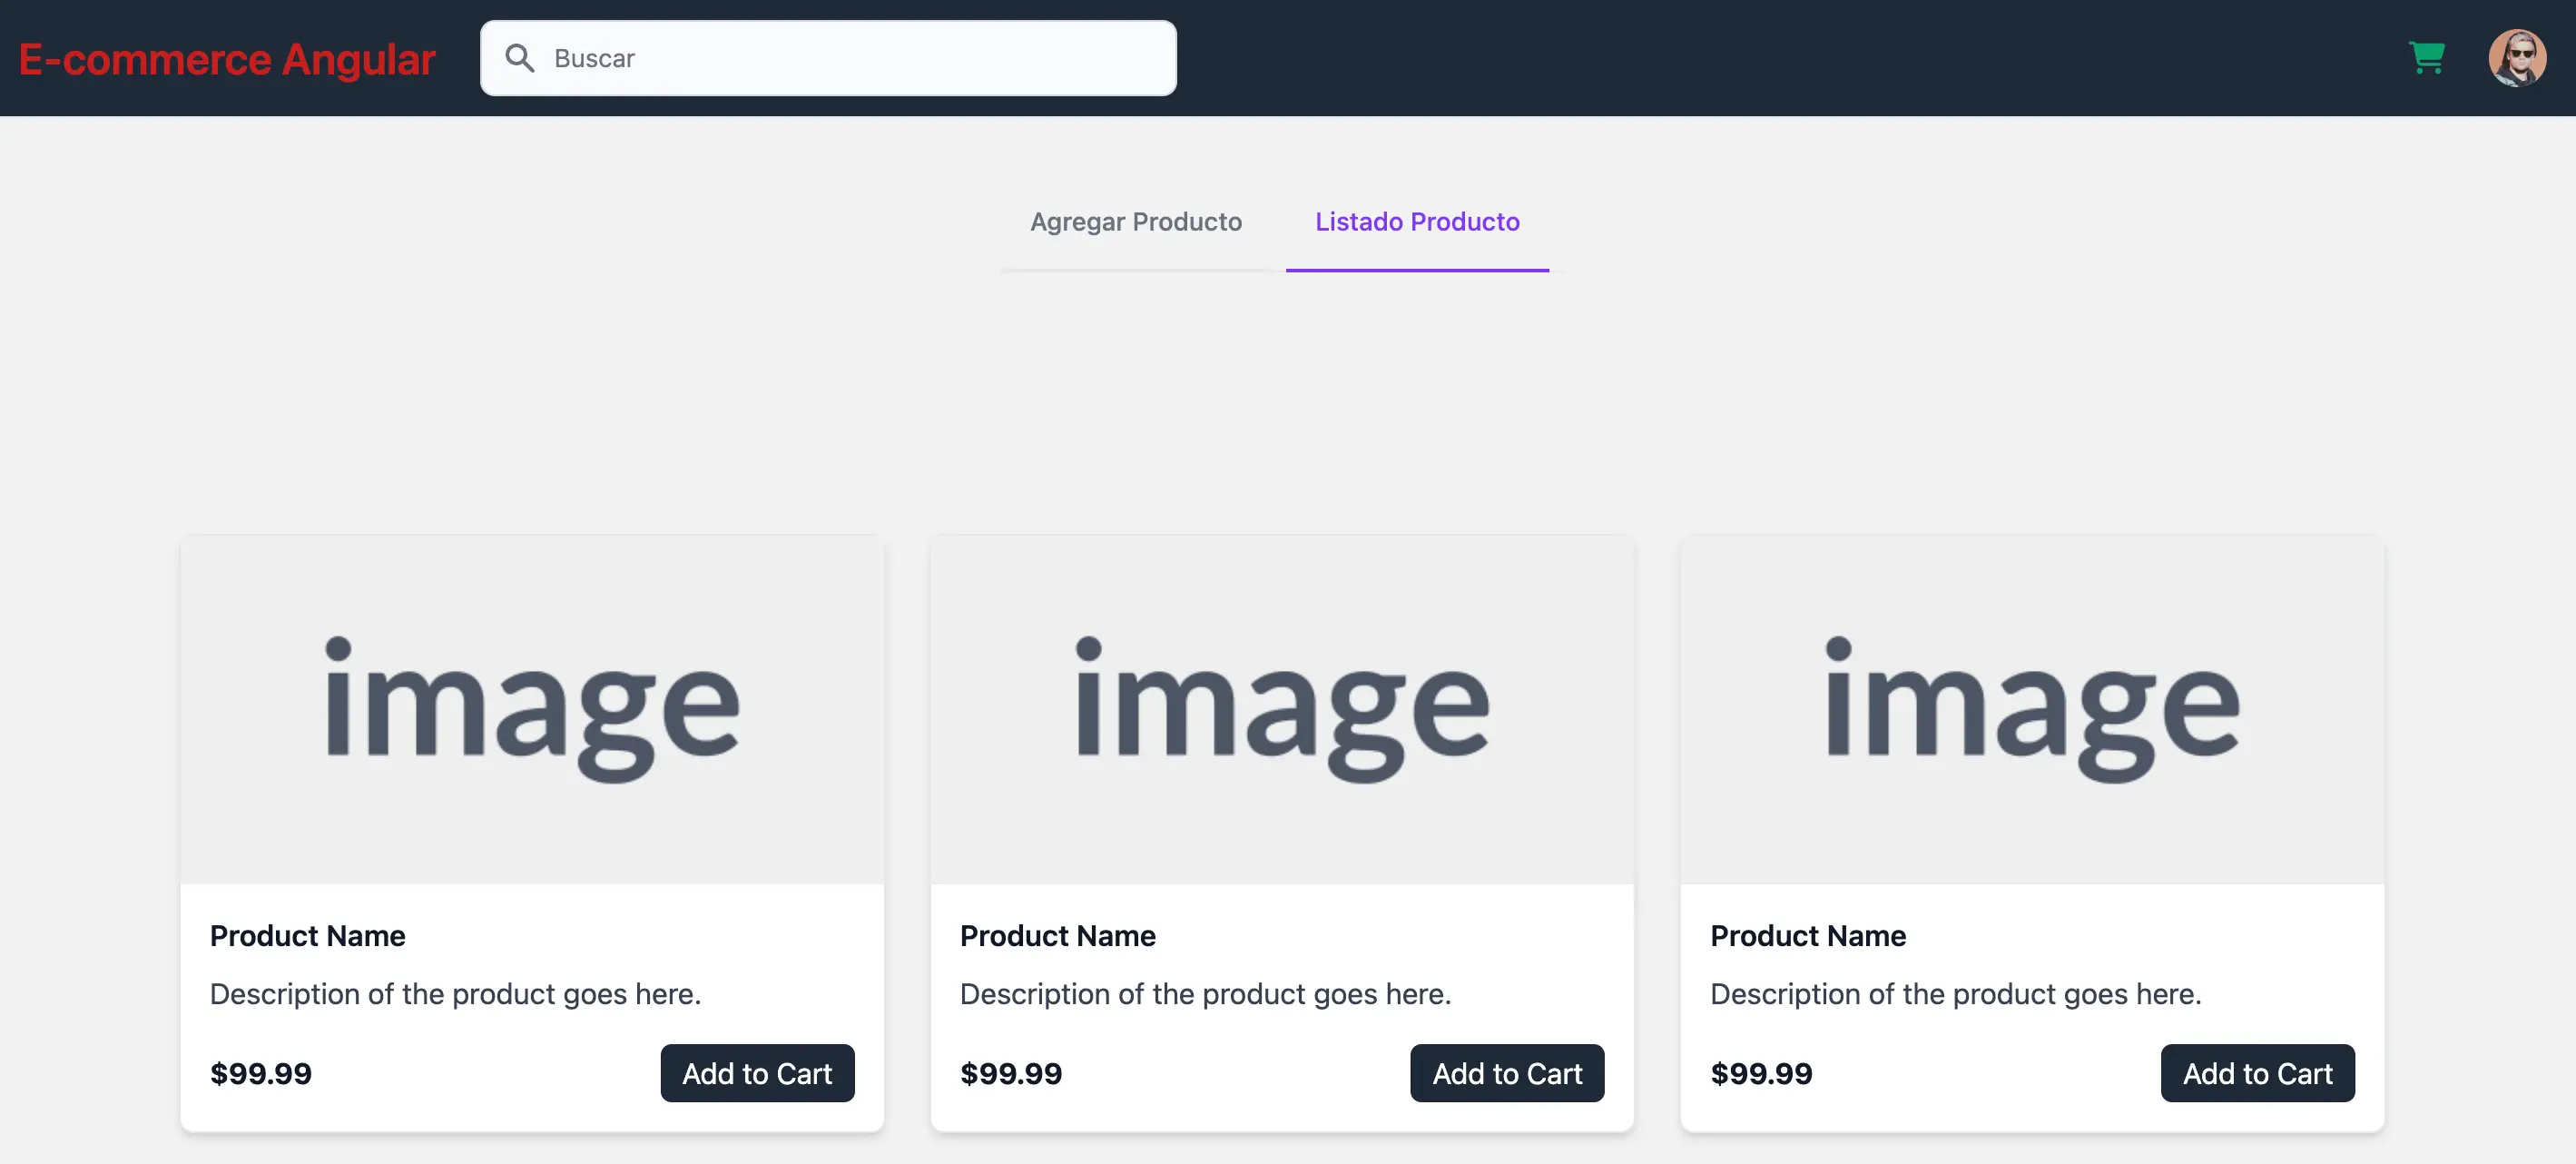 E-commerce Angular
Buscar
Agregar Producto
Listado Producto
image
image
image
Product Name
Description of the product goes here.
$99.99
Add to Cart
Product Name
Description of the product goes here.
$99.99
Add to Cart
Product Name
Description of the product goes here.
$99.99
Add to Cart